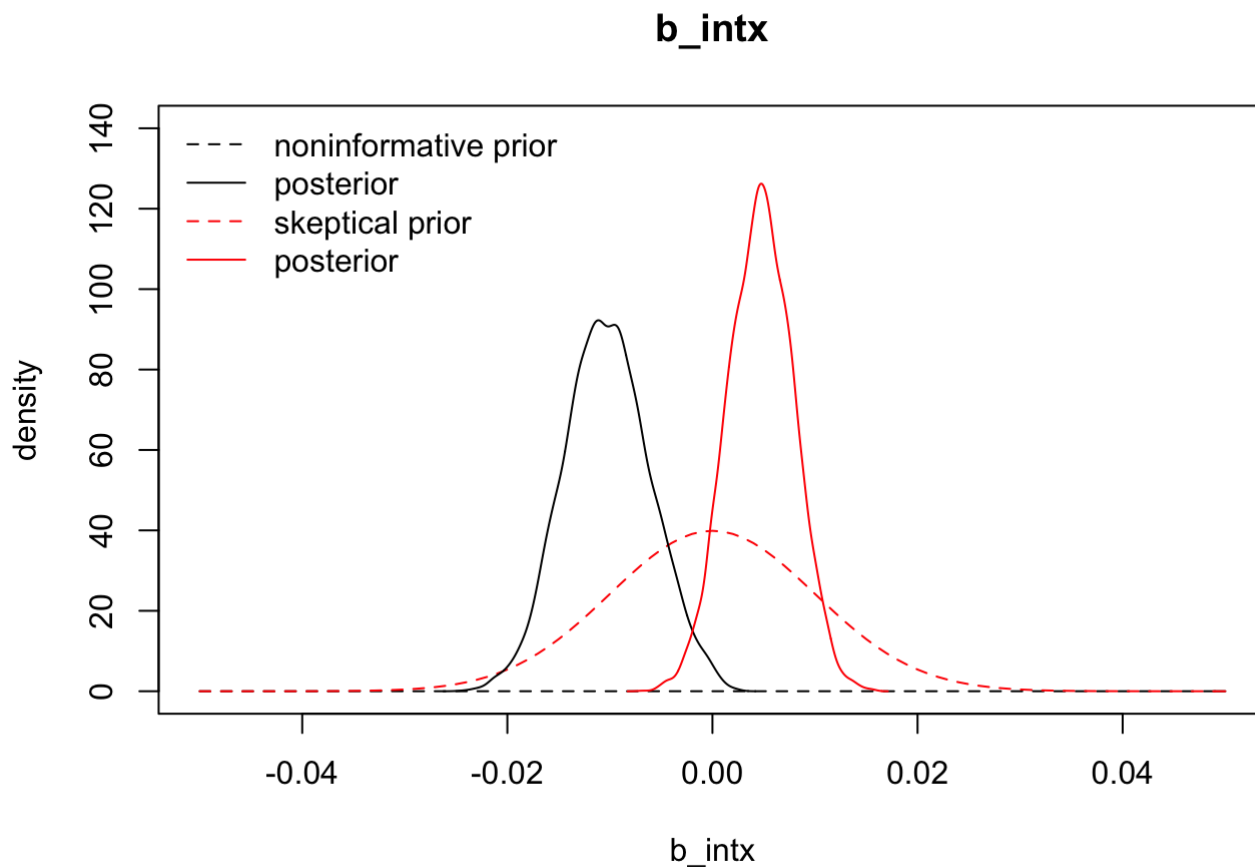 b_intx
noninformative prior
posterior
skeptical prior
posterior
density
0
20
40
60
80
100
120
140
-0.04
-0.02
0.00
0.02
0.04
b_intx